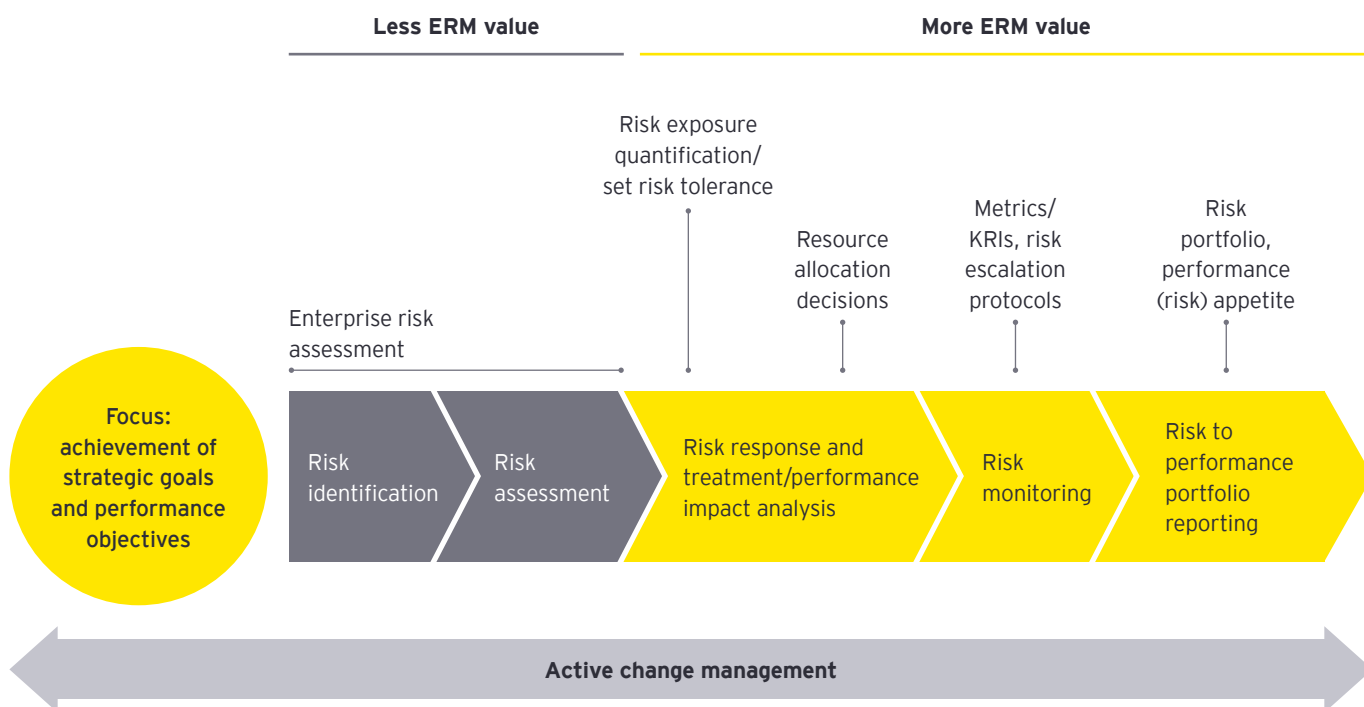 Less ERM value
More ERM value
Risk exposure
quantification/
set risk tolerance
Resource
allocation
decisions
Metrics/
KRIs, risk
escalation
protocols
Risk
portfolio,
performance
(risk) appetite
Enterprise risk
assessment
Focus:
achievement of
strategic goals
and performance
objectives
Risk
identification
Risk
assessment
Risk response and
treatment/performance
impact analysis
Risk
monitoring
Risk to
performance
portfolio
reporting
Active change management